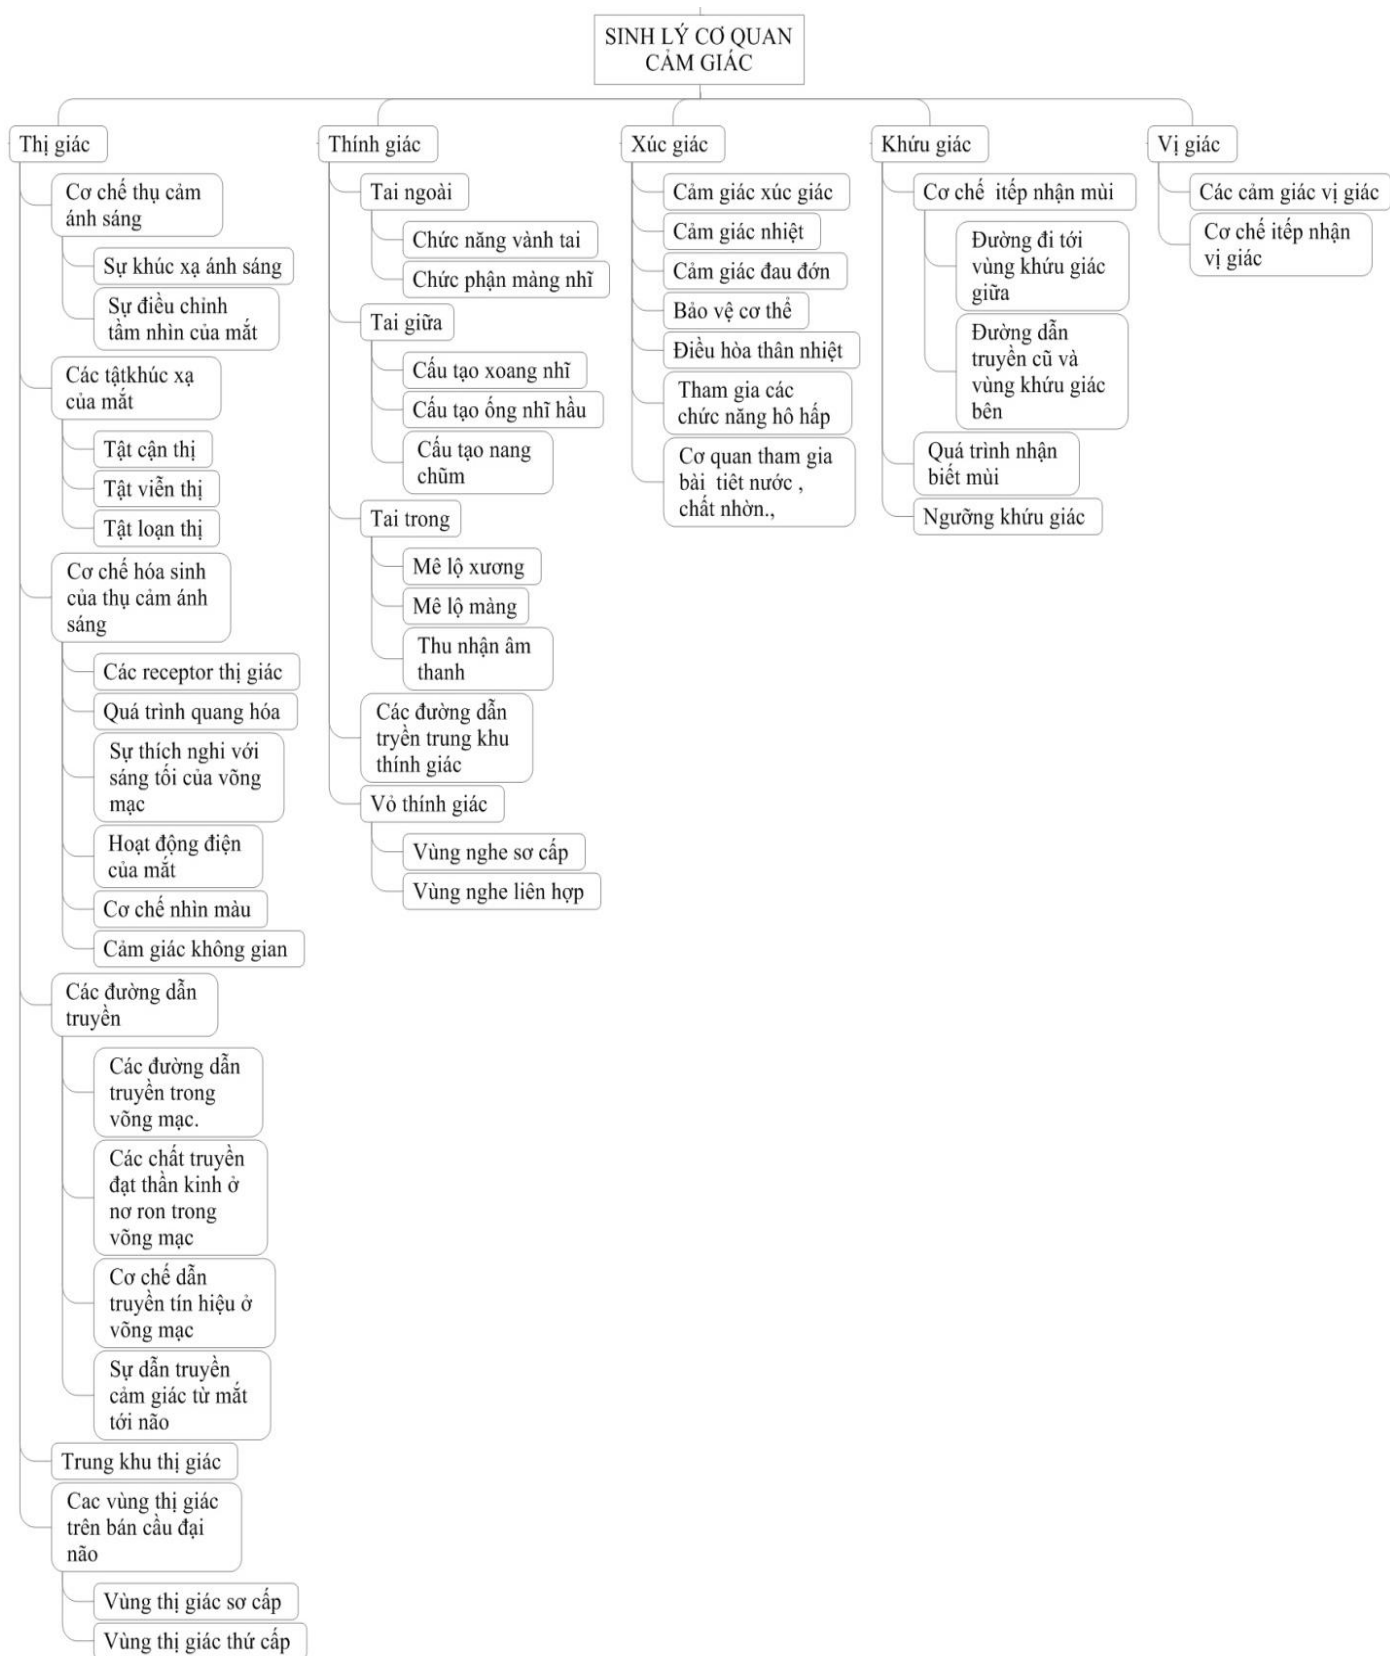 SINH LÝ CƠ QUAN
CẢM GIÁC
Thị giác
Cơ chế thụ cảm
ánh sáng
Sự khúc xạ ánh sáng
Sự điều chỉnh
tầm nhìn của mắt
Các tậtkhúc xạ
của mắt
Tật cận thị
Tật viễn thị
Tật loạn thị
Cơ chế hóa sinh
của thụ cảm ánh
sáng
Các receptor thị giác
Quá trình quang hóa
Sự thích nghi với
sáng tối của võng
mạc
Hoạt động điện
của mắt
Cơ chế nhìn màu
Cảm giác không gian
Các đường dẫn
truyền
Các đường dẫn
truyền trong
võng mạc.
Các chất truyền
đạt thần kinh ở
nơ ron trong
võng mạc
Cơ chế dẫn
truyền tín hiệu ở
võng mạc
Sự dẫn truyền
cảm giác từ mắt
tới não
Trung khu thị giác
Cac vùng thị giác
trên bán cầu đại
não
Vùng thị giác sơ cấp
Vùng thị giác thứ cấp
Thính giác
Tai ngoài
Chức năng vành tai
Chức phận màng nhĩ
Tai giữa
Cấu tạo xoang nhĩ
Cấu tạo ống nhĩ hầu
Cấu tạo nang
chũm
Tai trong
Mê lộ xương
Mê lộ màng
Thu nhận âm
thanh
Các đường dẫn
tryền trung khu
thính giác
Vỏ thính giác
Vùng nghe sơ cấp
Vùng nghe liên hợp
Xúc giác
Cảm giác xúc giác
Cảm giác nhiệt
Cảm giác đau đớn
Bảo vệ cơ thể
Điều hòa thân nhiệt
Tham gia các
chức năng hô hấp
Cơ quan tham gia
bài tiêt nước ,
chất nhờn.,
Khứu giác
Cơ chế itếp nhận mùi
Đường đi tới
vùng khứu giác
giữa
Đường dẫn
truyền cũ và
vùng khứu giác
bên
Quá trình nhận
biết mùi
Ngưỡng khứu giác
Vị giác
Các cảm giác vị giác
Cơ chế itếp nhận
vị giác